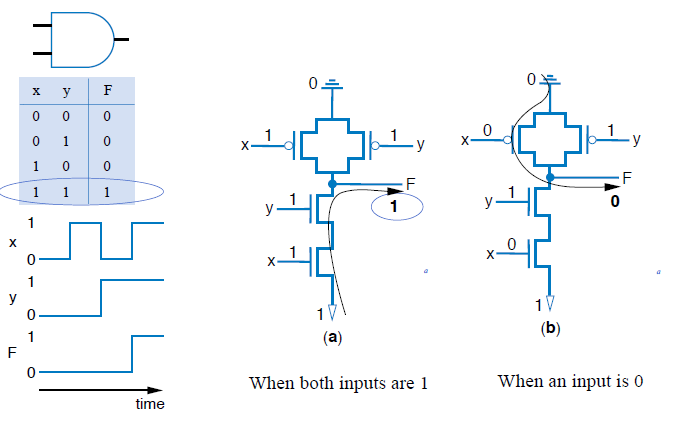 x y F
0 0 0
0 1 0
1 0 0
1 1 1
1
x
0
1
y
0
1
F
0
time
0
x 1 1 y
F
y 1 1
x 1
1
(a)
When both inputs are 1
a
0
x 0 1 y
F
y 1 0
x 0
1
(b)
When an input is 0
a